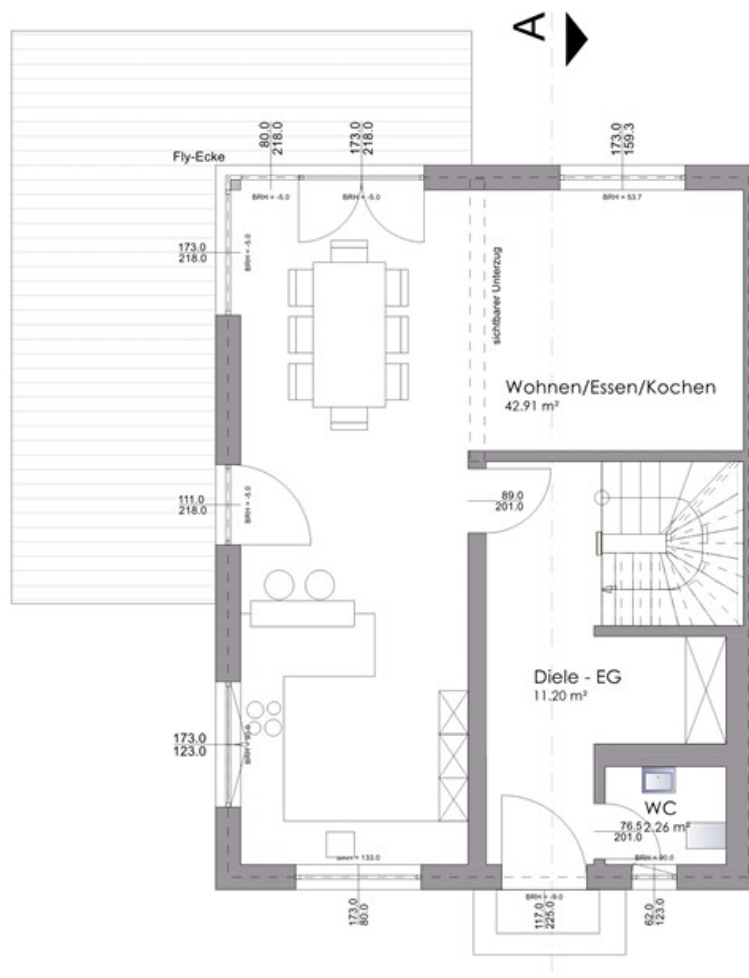 A
80.0
218.0
173.0
218.0
173.0
159.3
Fly-Ecke
BRH = -5.0
BRH = -5.0
BRH = 53.7
173.0
218.0
BRH = -5.0
sichtbarer Unterzug
Wohnen/Essen/Kochen
42.91 m²
111.0
218.0
BRH = -5.0
89.0
201.0
Diele - EG
11.20 m²
173.0
123.0
WC
2.26 m²
76.5
201.0
= 133.0
BRH = 90.0
BRH = -9.0
173.0
80.0
117.0
225.0
62.0
123.0